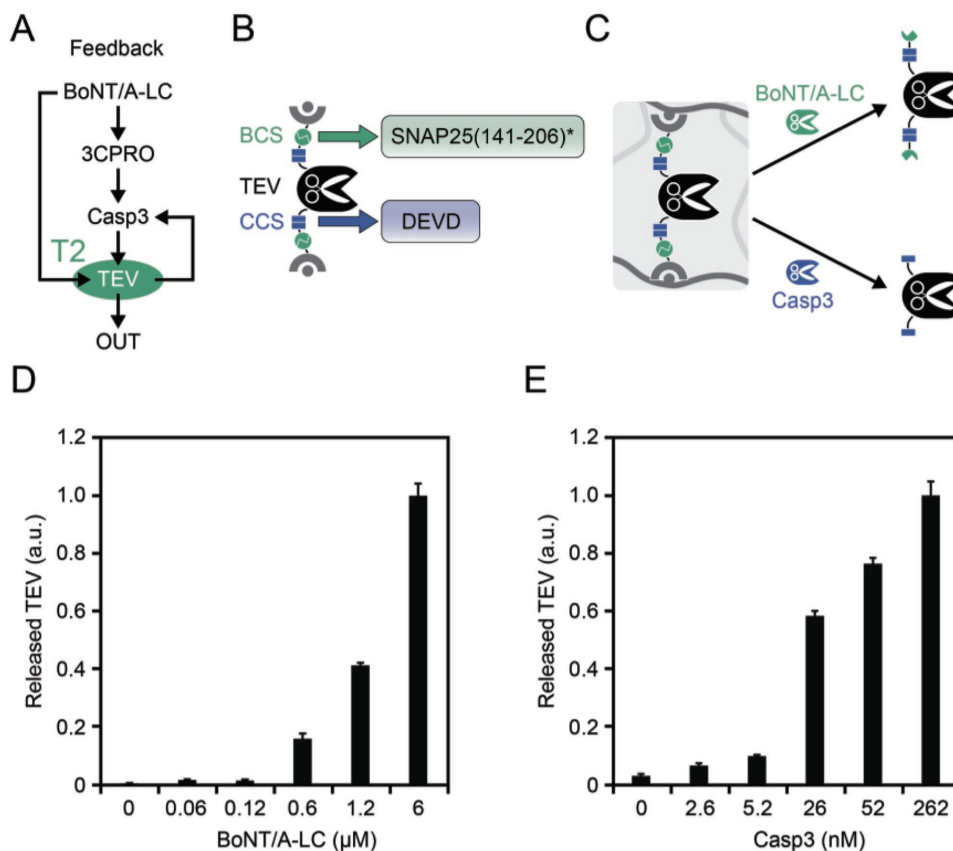 A
Feedback
BoNT/A-LC
3CPRO
Casp3
T2
TEV
OUT
B
BCS
SNAP25(141-206)*
TEV
CCS
DEVD
C
BoNT/A-LC
Casp3
D
Released TEV (a.u.)
1.2
1.0
0.8
0.6
0.4
0.2
0
0 0.06 0.12 0.6 1.2 6
BoNT/A-LC (µM)
E
Released TEV (a.u.)
1.2
1.0
0.8
0.6
0.4
0.2
0
0 2.6 5.2 26 52 262
Casp3 (nM)